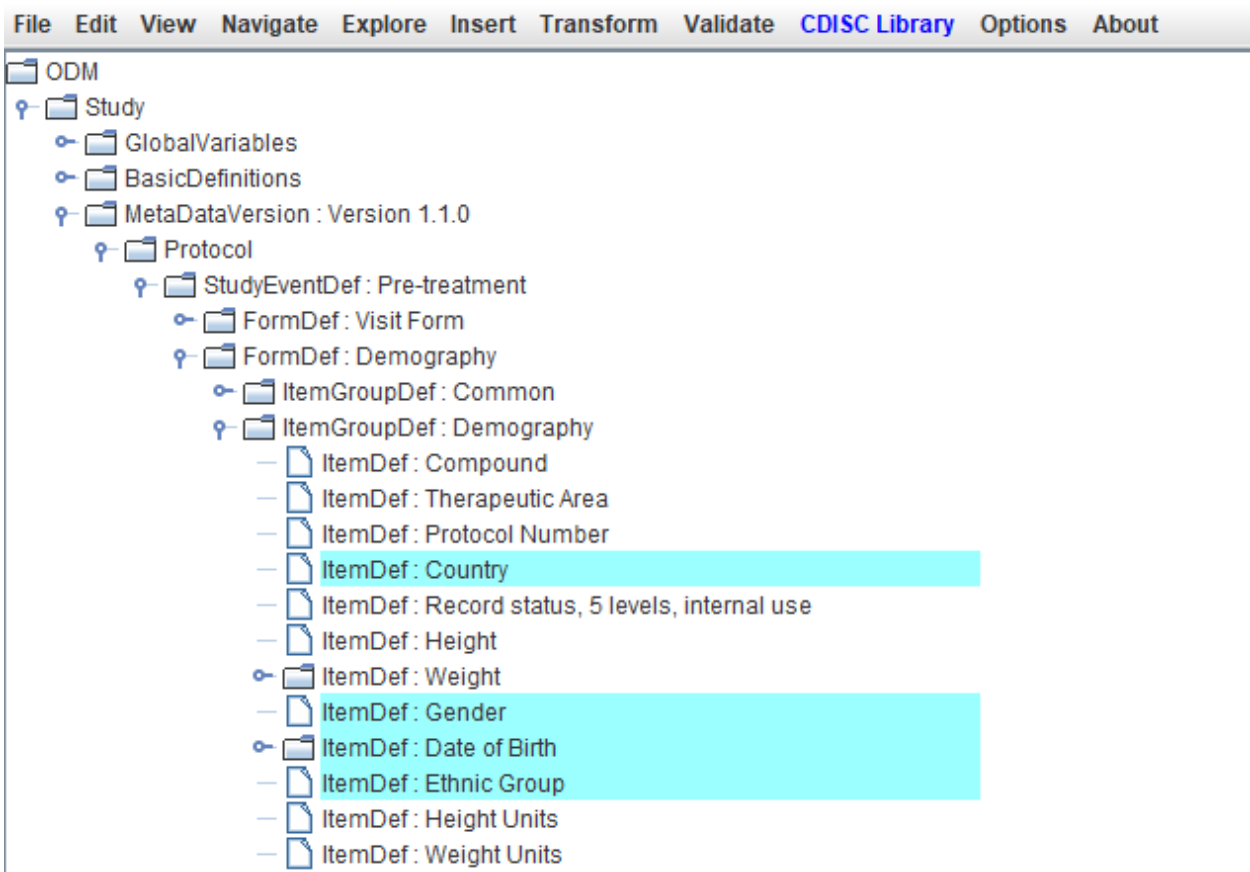 File Edit View Navigate Explore Insert Transform Validate CDISC Library Options About
ODM
Study
GlobalVariables
BasicDefinitions
MetaDataVersion : Version 1.1.0
Protocol
StudyEventDef : Pre-treatment
FormDef : Visit Form
FormDef : Demography
ItemGroupDef : Common
ItemGroupDef : Demography
ItemDef : Compound
ItemDef : Therapeutic Area
ItemDef : Protocol Number
ItemDef : Country
ItemDef : Record status, 5 levels, internal use
ItemDef : Height
ItemDef : Weight
ItemDef : Gender
ItemDef : Date of Birth
ItemDef : Ethnic Group
ItemDef : Height Units
ItemDef : Weight Units